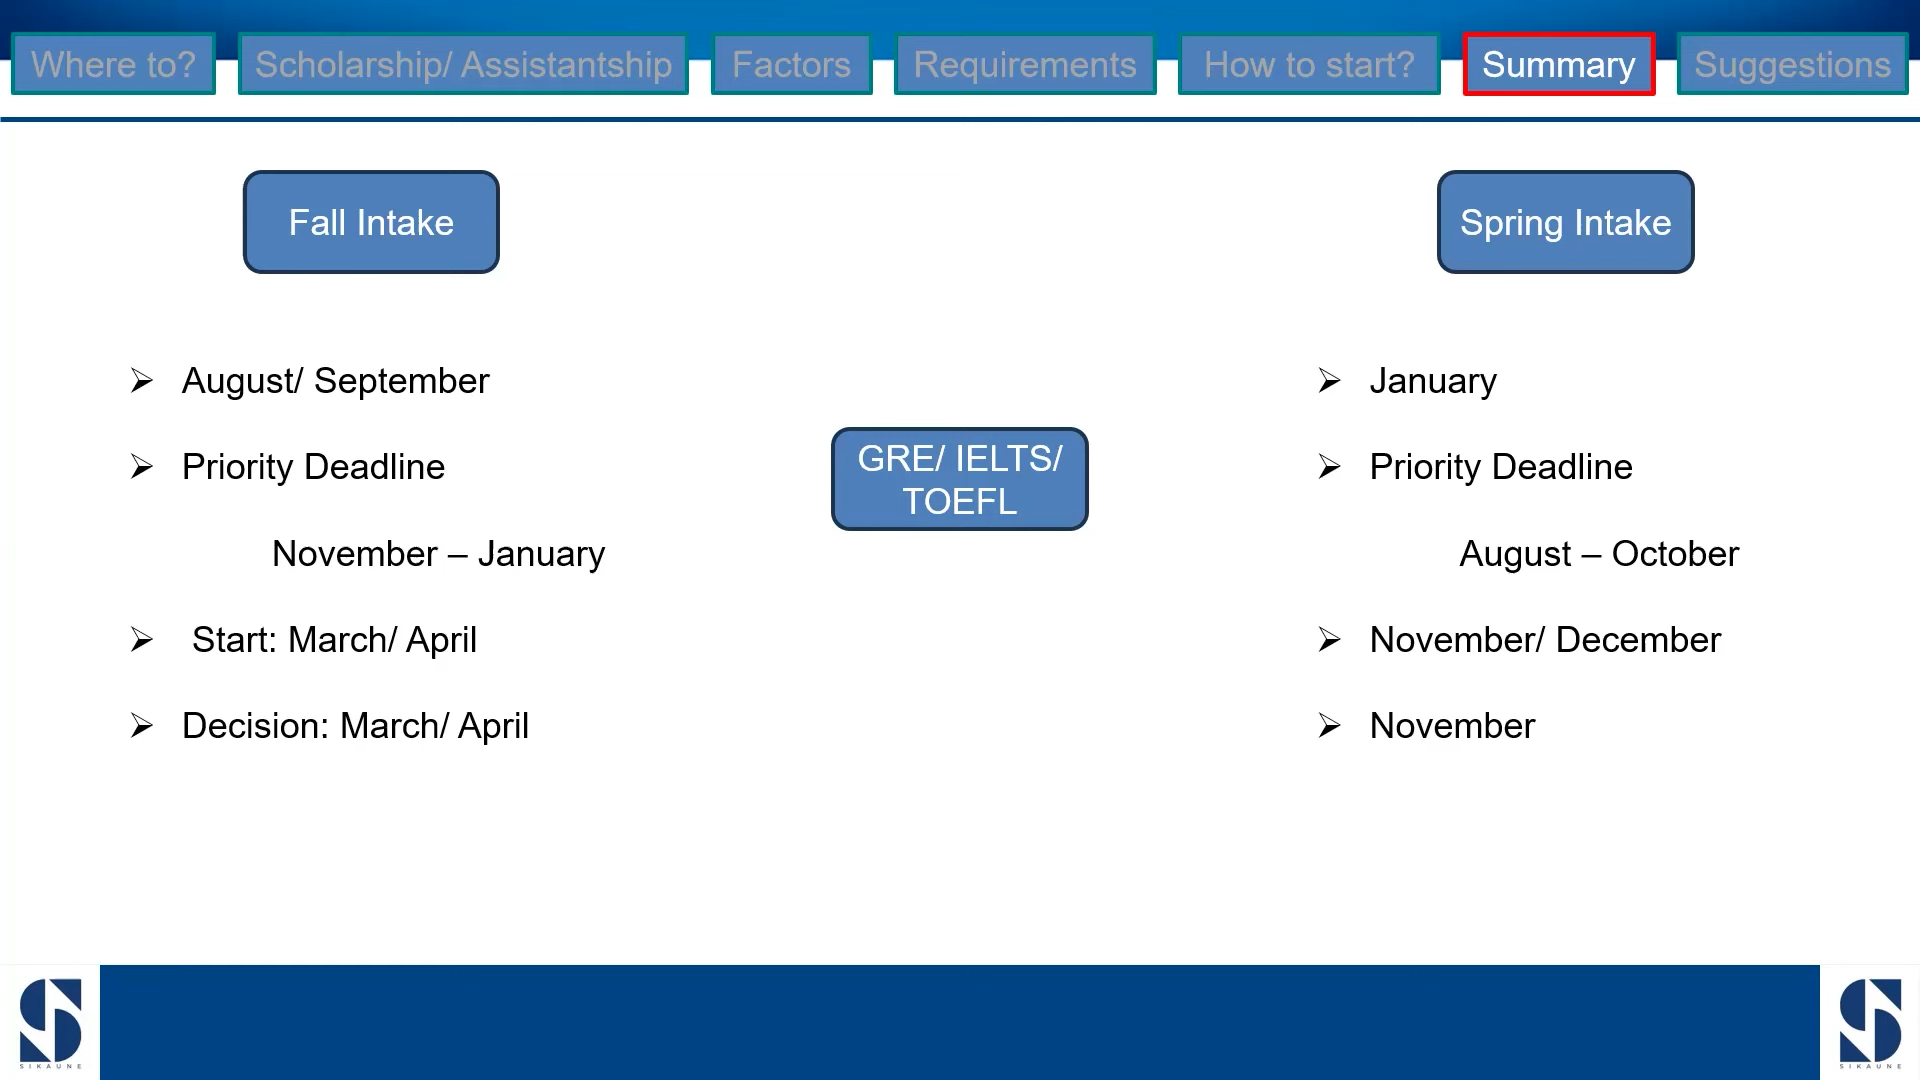 Where to?
Scholarship/ Assistantship
Factors
Requirements
How to start?
Summary
Suggestions
Fall Intake
➢ August/ September
➢ Priority Deadline
November – January
➢ Start: March/ April
➢ Decision: March/ April
GRE/ IELTS/
TOEFL
Spring Intake
➢ January
➢ Priority Deadline
August – October
➢ November/ December
➢ November
SIKAUNE
SIKAUNE